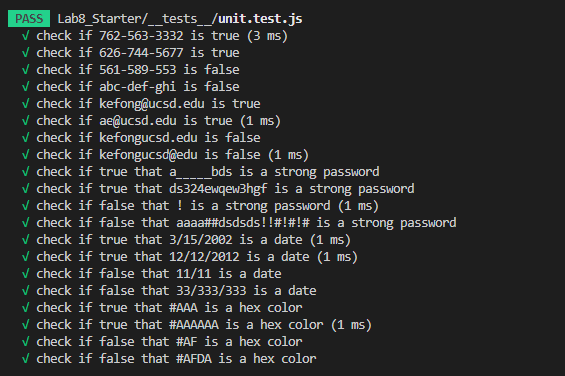 PASS Lab8_Starter/__tests__/unit.test.js
√ check if 762-563-3332 is true (3 ms)
√ check if 626-744-5677 is true
√ check if 561-589-553 is false
√ check if abc-def-ghi is false
√ check if kefong@ucsd.edu is true
√ check if ae@ucsd.edu is true (1 ms)
√ check if kefongucsd.edu is false
√ check if kefongucsd@edu is false (1 ms)
√ check if true that a_____bds is a strong password
√ check if true that ds324ewqew3hgf is a strong password
√ check if false that ! is a strong password (1 ms)
√ check if false that aaaa##dsdsds!!#!#!# is a strong password
√ check if true that 3/15/2002 is a date (1 ms)
√ check if true that 12/12/2012 is a date (1 ms)
√ check if false that 11/11 is a date
√ check if false that 33/333/333 is a date
√ check if true that #AAA is a hex color
√ check if true that #AAAAAA is a hex color (1 ms)
√ check if false that #AF is a hex color
√ check if false that #AFDA is a hex color